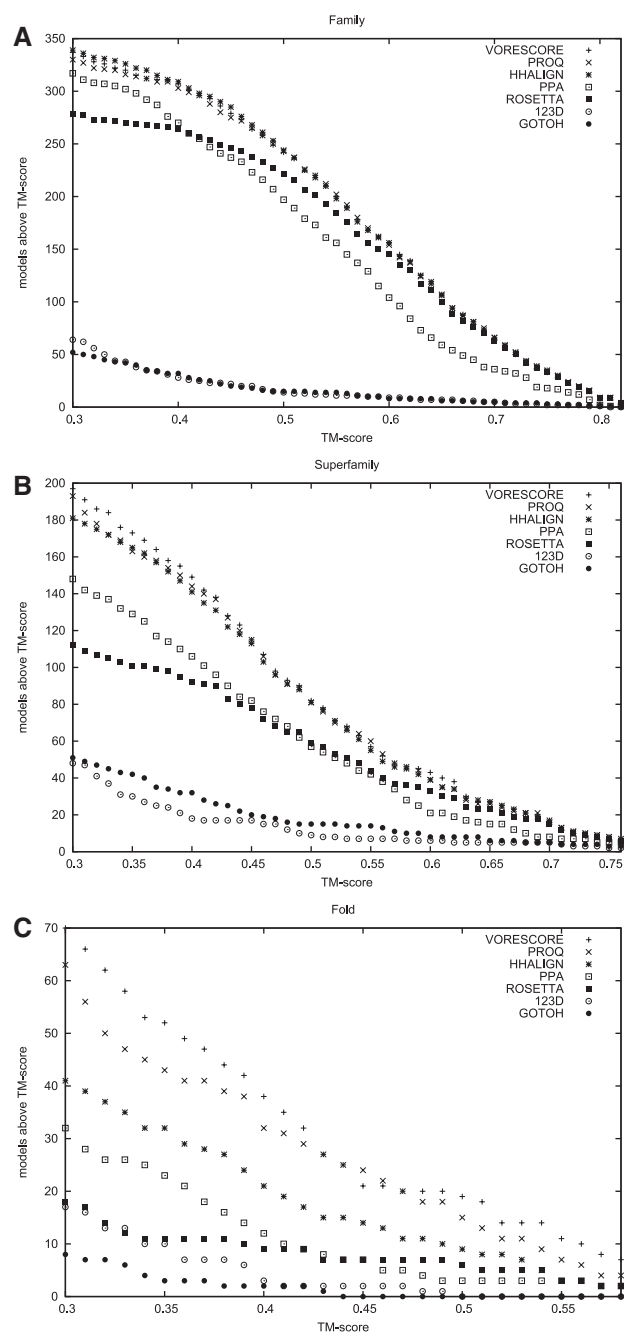 A
Family
350
300
250
200
150
100
50
0
models above TM-score
VORESCORE
PROQ
HHALIGN
PPA
ROSETTA
123D
GOTOH
0.3 0.4 0.5 0.6 0.7 0.8
TM-score
B
Superfamily
200
180
160
140
120
100
80
60
40
20
0
models above TM-score
VORESCORE
PROQ
HHALIGN
PPA
ROSETTA
123D
GOTOH
0.3 0.35 0.4 0.45 0.5 0.55 0.6 0.65 0.7 0.75
TM-score
C
Fold
70
60
50
40
30
20
10
0
models above TM-score
VORESCORE
PROQ
HHALIGN
PPA
ROSETTA
123D
GOTOH
0.3 0.35 0.4 0.45 0.5 0.55
TM-score